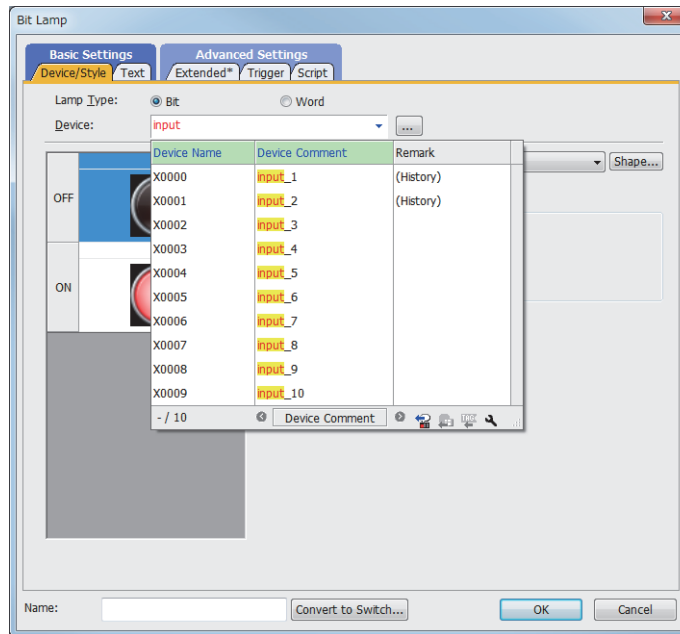 Bit Lamp
Basic Settings Advanced Settings
Device/Style Text Extended* Trigger Script
Lamp Type: Bit Word
Device: input ...
Device Name Device Comment Remark
Shape...
X0000 input_1 (History)
OFF
X0001 input_2 (History)
X0002 input_3
X0003 input_4
X0004 input_5
ON
X0005 input_6
X0006 input_7
X0007 input_8
X0008 input_9
X0009 input_10
- / 10 Device Comment
Name: Convert to Switch... OK Cancel